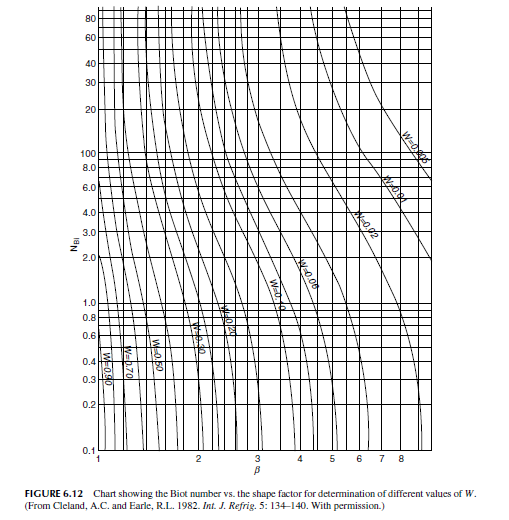 80
60
40
30
20
100
8.0
6.0
4.0
3.0
2.0
1.0
0.8
0.6
0.4
0.3
0.2
0.1
N_BI
W=0.005
W=0.01
W=0.02
W=0.06
W=0.10
W=0.20
W=0.30
W=0.50
W=0.70
W=0.90
1 2 3 4 5 6 7 8
β
FIGURE 6.12 Chart showing the Biot number vs. the shape factor for determination of different values of W.
(From Cleland, A.C. and Earle, R.L. 1982. Int. J. Refrig. 5: 134–140. With permission.)